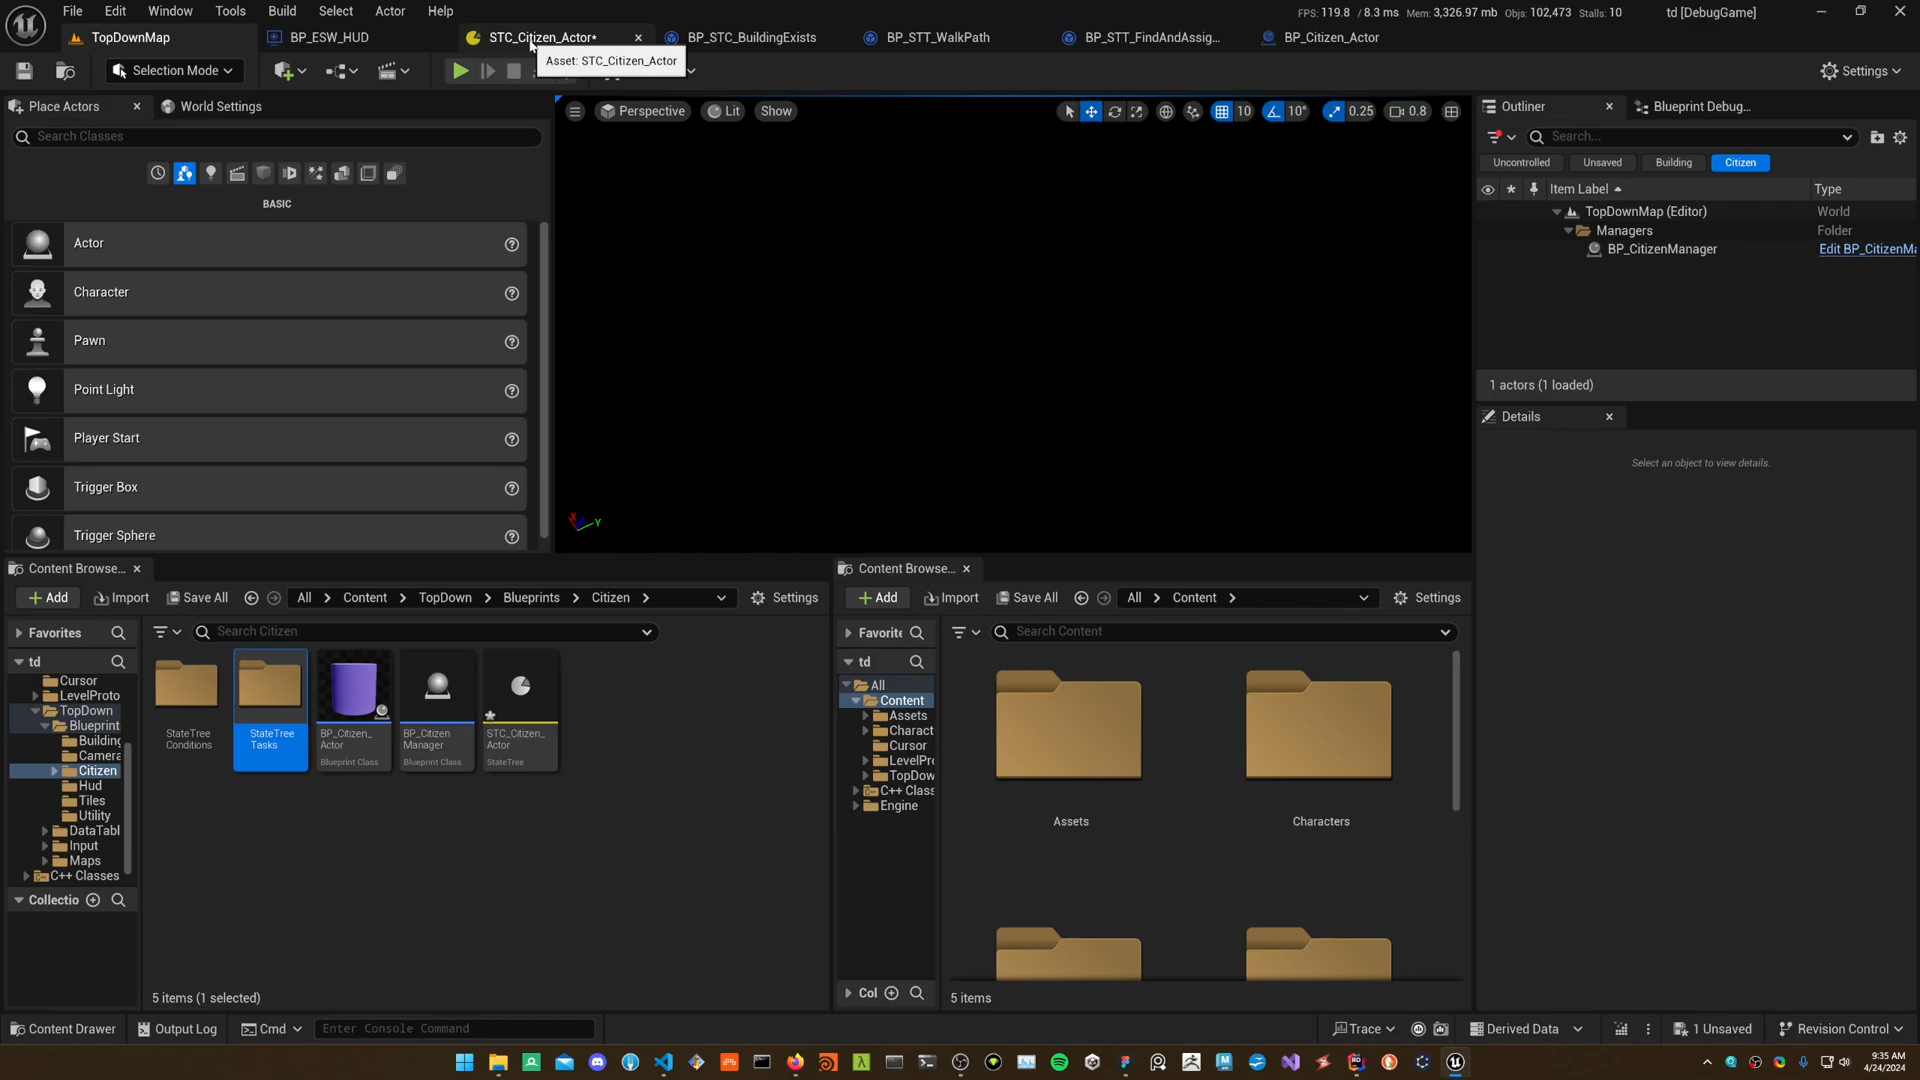 File Edit Window Tools Build Select Actor Help
FPS: 119.8 / 8.3 ms Mem: 3,326.97 mb Objs: 102,473 Stalls: 10
td [DebugGame]
TopDownMap
BP_ESW_HUD
STC_Citizen_Actor*
BP_STC_BuildingExists
BP_STT_WalkPath
BP_STT_FindAndAssig...
BP_Citizen_Actor
Asset: STC_Citizen_Actor
Selection Mode
Settings
Place Actors
World Settings
Search Classes
BASIC
Actor
Character
Pawn
Point Light
Player Start
Trigger Box
Trigger Sphere
Perspective
Lit
Show
10
10°
0.25
0.8
X
Y
Outliner
Blueprint Debug...
Search...
Uncontrolled
Unsaved
Building
Citizen
Item Label
Type
TopDownMap (Editor)
World
Managers
Folder
BP_CitizenManager
Edit BP_CitizenMa
1 actors (1 loaded)
Details
Select an object to view details.
Content Browse...
Add
Import
Save All
All > Content > TopDown > Blueprints > Citizen >
Settings
Favorites
Search Citizen
td
Cursor
LevelProto
TopDown
Blueprint
Building
Camera
Citizen
Hud
Tiles
Utility
DataTabl
Input
Maps
C++ Classes
Collectio
StateTree
Conditions
StateTree
Tasks
BP_Citizen_
Actor
Blueprint Class
BP_Citizen
Manager
Blueprint Class
STC_Citizen_
Actor
StateTree
5 items (1 selected)
Content Browse...
Add
Import
Save All
All > Content >
Settings
Favorite
Search Content
td
All
Content
Assets
Charact
Cursor
LevelPro
TopDow
C++ Class
Engine
Col
Assets
Characters
5 items
Content Drawer
Output Log
Cmd
Enter Console Command
Trace
Derived Data
1 Unsaved
Revision Control
9:35 AM
4/24/2024